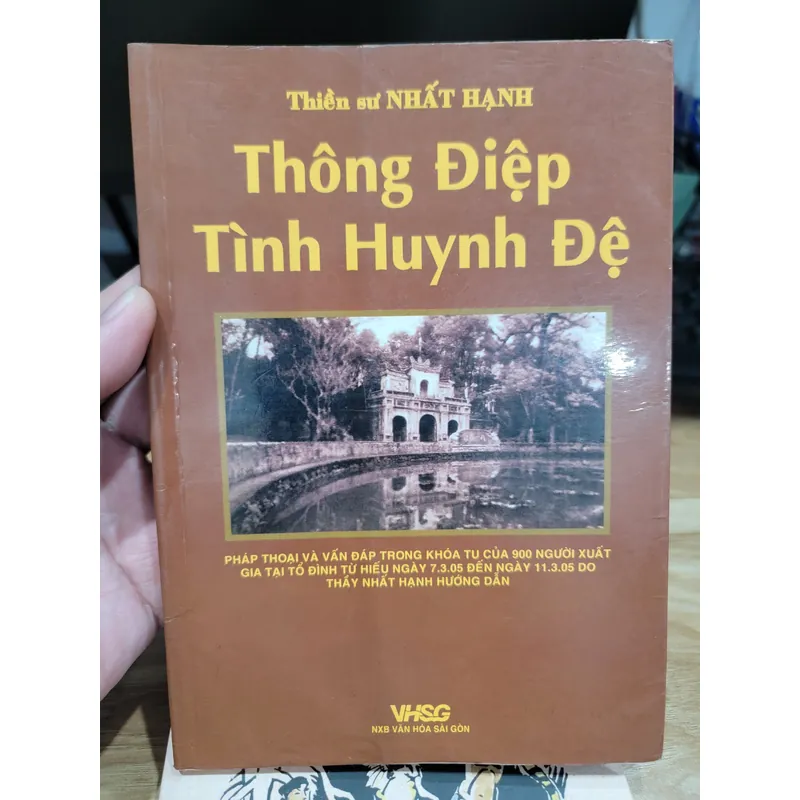 Thiền sư NHẤT HẠNH
Thông Điệp
Tình Huynh Đệ
PHÁP THOẠI VÀ VẤN ĐÁP TRONG KHÓA TU CỦA 900 NGƯỜI XUẤT
GIA TẠI TỔ ĐÌNH TỪ HIẾU NGÀY 7.3.05 ĐẾN NGÀY 11.3.05 DO
THẦY NHẤT HẠNH HƯỚNG DẪN
VHSG
NXB VĂN HÓA SÀI GÒN